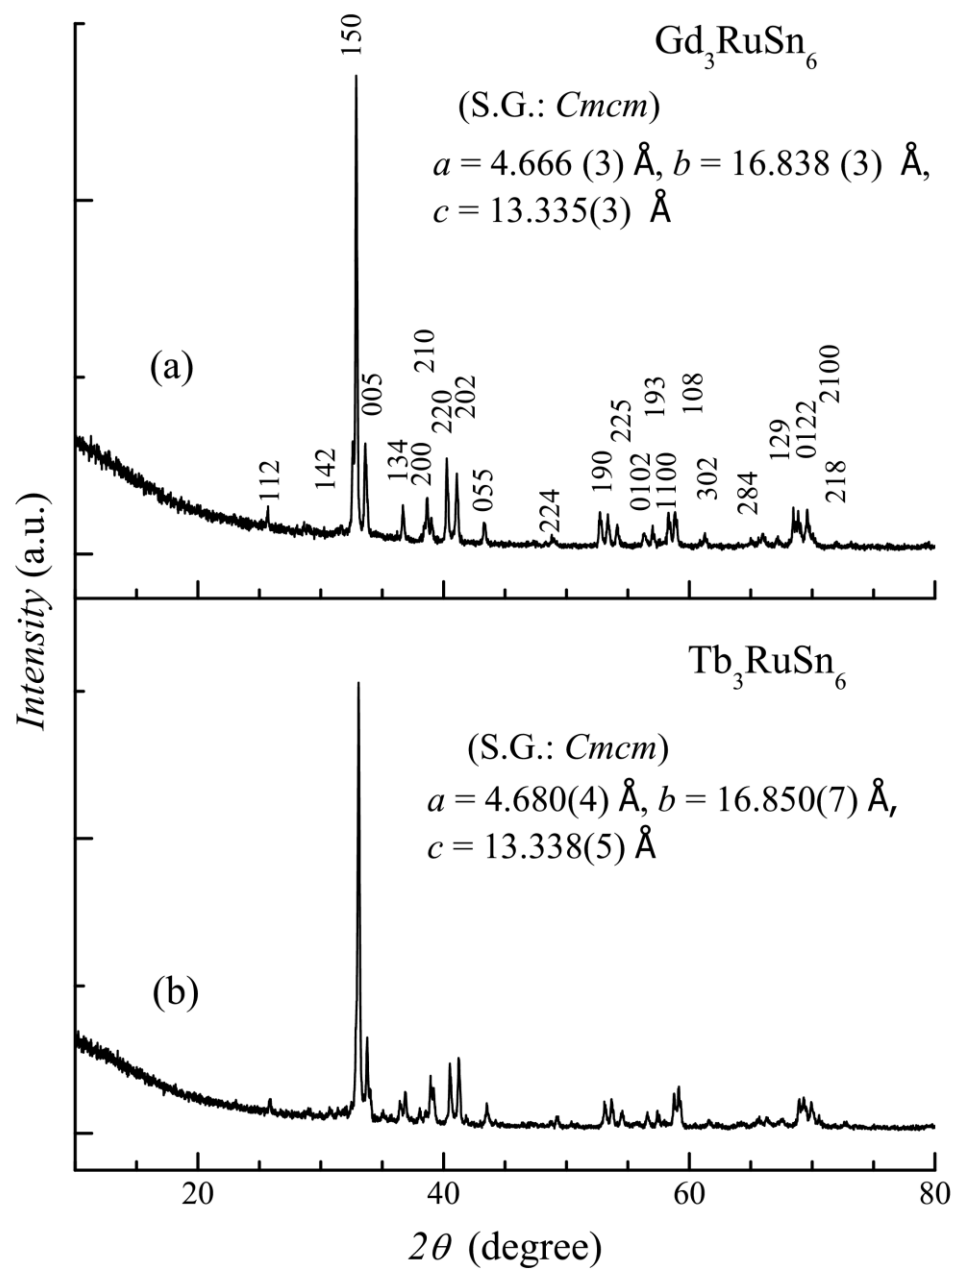 Gd3RuSn6
(S.G.: Cmcm)
a = 4.666 (3) Å, b = 16.838 (3) Å,
c = 13.335(3) Å
(a)
112
142
150
005
134
200
210
220
202
055
224
190
225
0102
193
1100
108
302
284
129
0122
2100
218
Intensity (a.u.)
Tb3RuSn6
(S.G.: Cmcm)
a = 4.680(4) Å, b = 16.850(7) Å,
c = 13.338(5) Å
(b)
20
40
60
80
2θ (degree)